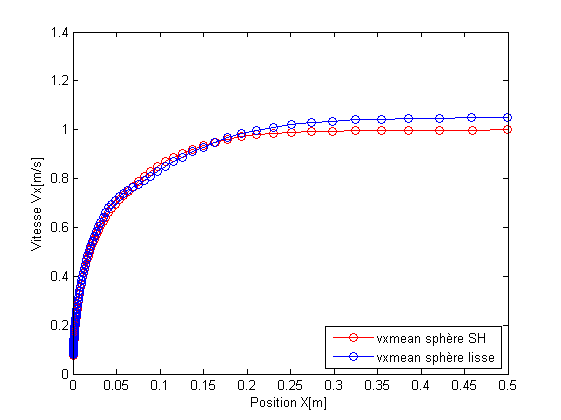 1.4
1.2
1
0.8
0.6
0.4
0.2
0
Vitesse Vx[m/s]
vxmean sphère SH
vxmean sphère lisse
0 0.05 0.1 0.15 0.2 0.25 0.3 0.35 0.4 0.45 0.5
Position X[m]